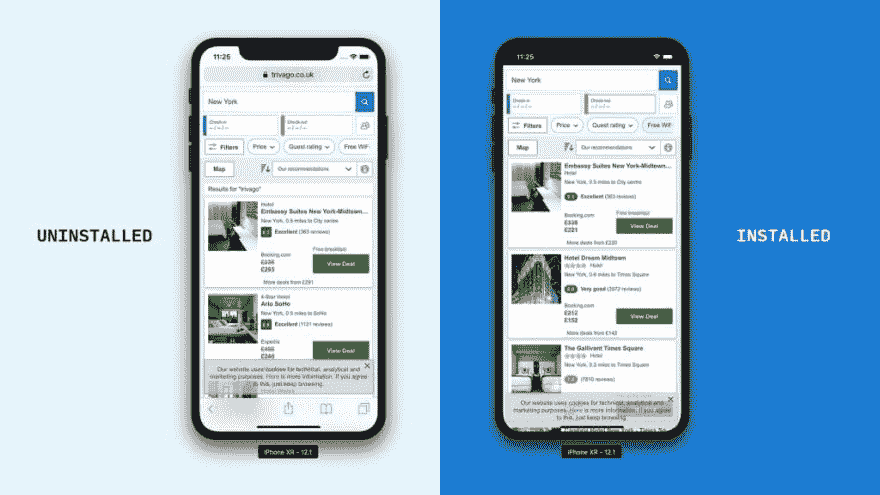 UNINSTALLED
11:25
trivago.co.uk
New York
Check-in
Check-out
Filters
Price
Guest rating
Free WiF
Map
Our recommendations
Results for "trivago"
Hotel
Embassy Suites New York-Midtown...
New York, 0.5 miles to City centre
Excellent (363 reviews)
Free breakfast
Booking.com
View Deal
More deals from £291
4-Star Hotel
Arlo SoHo
New York, 0.5 miles to SoHo
Excellent (1131 reviews)
Expedia
View Deal
Our website uses cookies for technical, analytical and
marketing purposes. Here is more information. If you agree
to this, just keep browsing.
iPhone XR - 12.1
11:25
New York
Check-in
Check-out
Filters
Price
Guest rating
Free WiF
Map
Our recommendations
Embassy Suites New York-Midtown...
Hotel
New York, 0.5 miles to City centre
Excellent (363 reviews)
Free breakfast
Booking.com
£221
View Deal
More deals from £220
Hotel Dream Midtown
Hotel
New York, 0.6 miles to Times Square
Very good (3972 reviews)
Booking.com
£212
£152
View Deal
More deals from £142
The Gallivant Times Square
Hotel
New York, 0.3 miles to Times Square
(7810 reviews)
Our website uses cookies for technical, analytical and
marketing purposes. Here is more information. If you agree
to this, just keep browsing.
iPhone XR - 12.1
INSTALLED